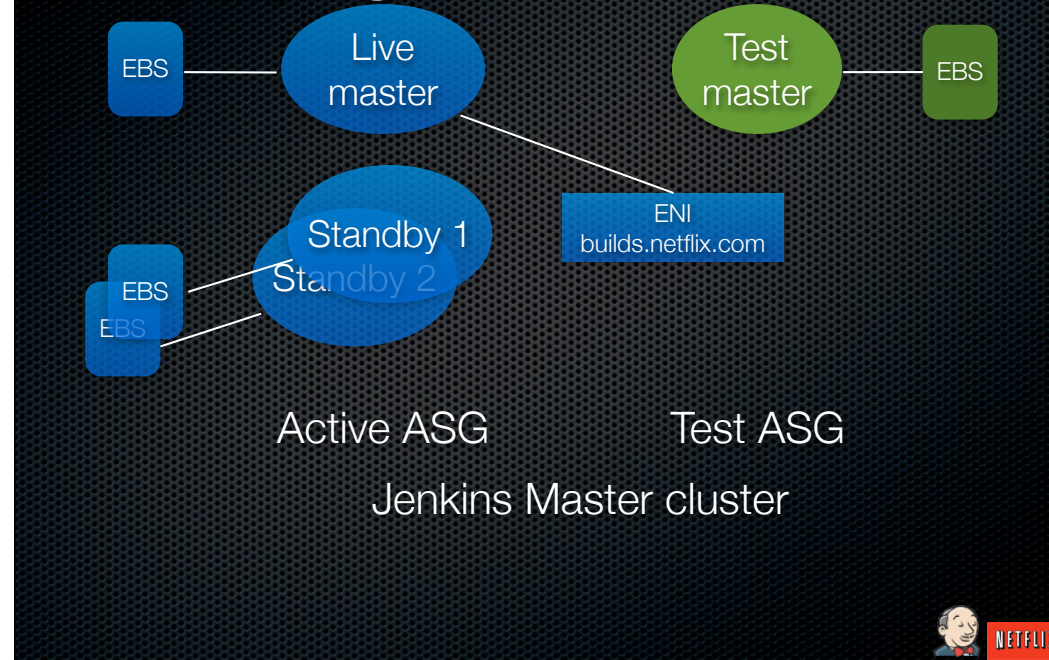 EBS
Live
master
Test
master
EBS
ENI
builds.netflix.com
Standby 1
Standby 2
EBS
EBS
Active ASG
Test ASG
Jenkins Master cluster
NETFLI